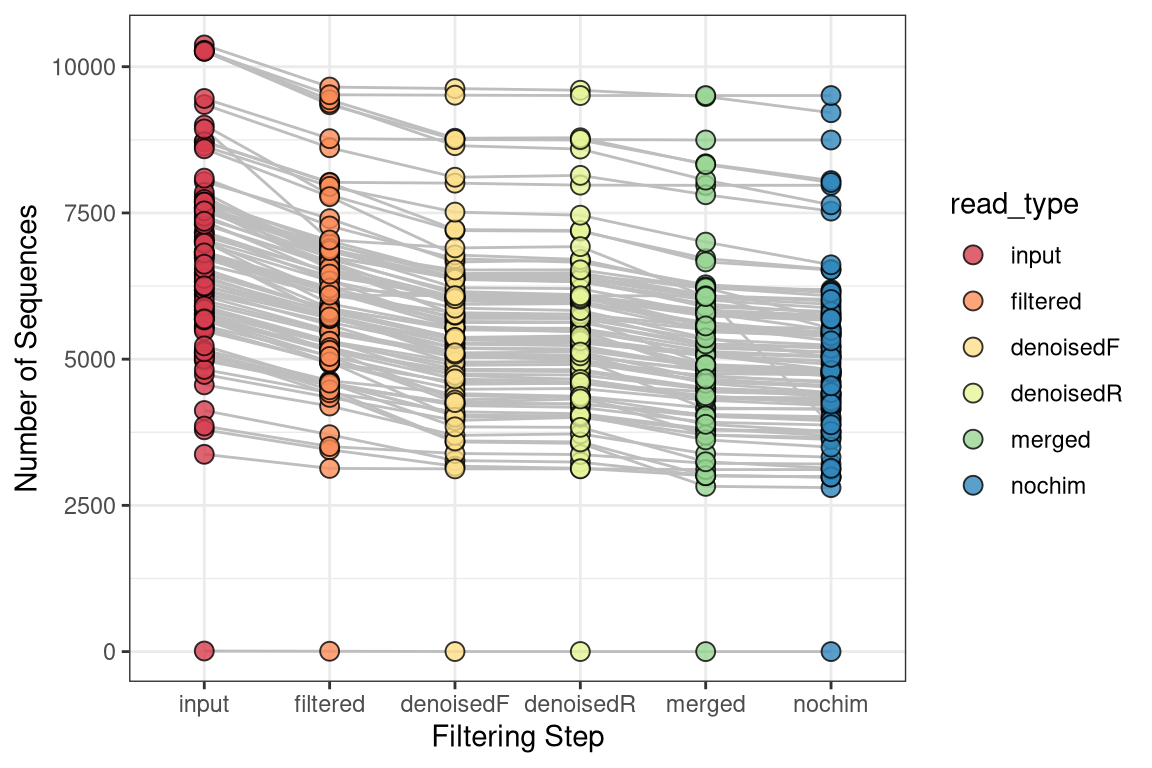 Number of Sequences
10000
7500
5000
2500
0
input filtered denoisedF denoisedR merged nochim
Filtering Step
read_type
input
filtered
denoisedF
denoisedR
merged
nochim